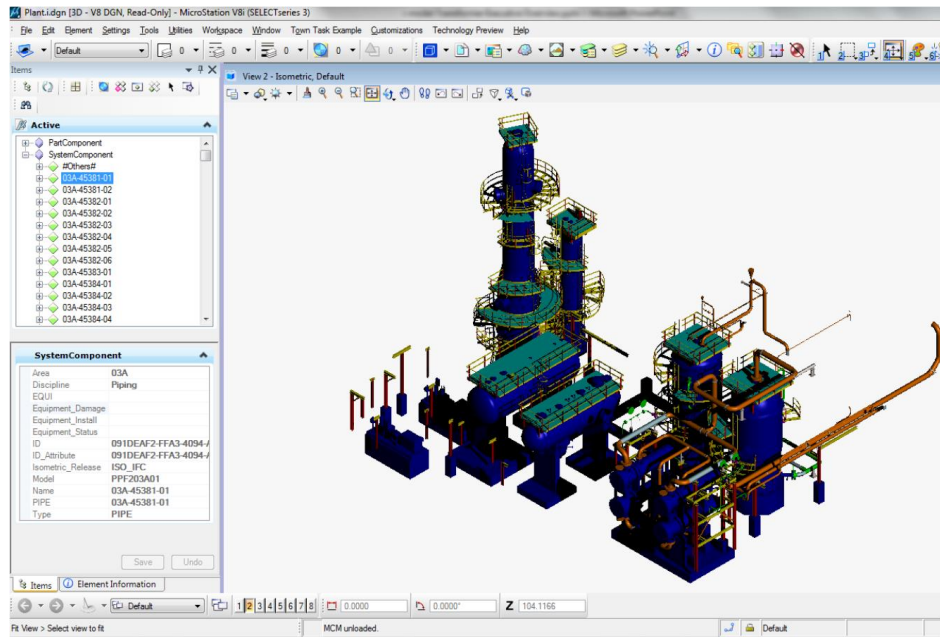 Plant.i.dgn [3D - V8 DGN, Read-Only] - MicroStation V8i (SELECTseries 3)
File Edit Element Settings Tools Utilities Workspace Window Town Task Example Customizations Technology Preview Help
Default 0 0 0 0 0
Items
View 2 - Isometric, Default
Active
PartComponent
SystemComponent
#Others#
03A-45381-01
03A-45381-02
03A-45382-01
03A-45382-02
03A-45382-03
03A-45382-04
03A-45382-05
03A-45382-06
03A-45383-01
03A-45384-01
03A-45384-02
03A-45384-03
03A-45384-04
SystemComponent
Area 03A
Discipline Piping
EQUI
Equipment_Damage
Equipment_Install
Equipment_Status
ID 091DEAF2-FFA3-4094-
ID_Attribute 091DEAF2-FFA3-4094-
Isometric_Release ISO_IFC
Model PPF203A01
Name 03A-45381-01
PIPE 03A-45381-01
Type PIPE
Save Undo
Items Element Information
Default 1 2 3 4 5 6 7 8 0.0000 0.0000° Z 104.1166
Fit View > Select view to fit MCM unloaded. Default